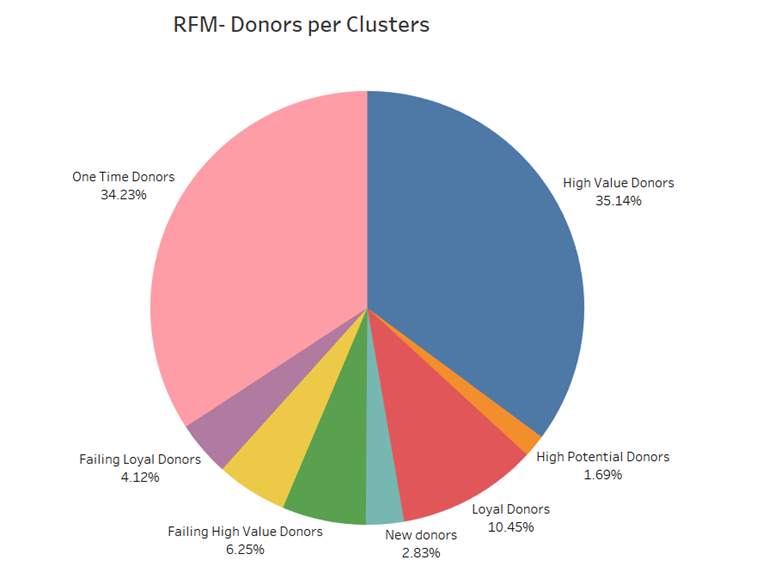 RFM- Donors per Clusters
One Time Donors
34.23%
High Value Donors
35.14%
High Potential Donors
1.69%
Loyal Donors
10.45%
New donors
2.83%
Failing High Value Donors
6.25%
Failing Loyal Donors
4.12%